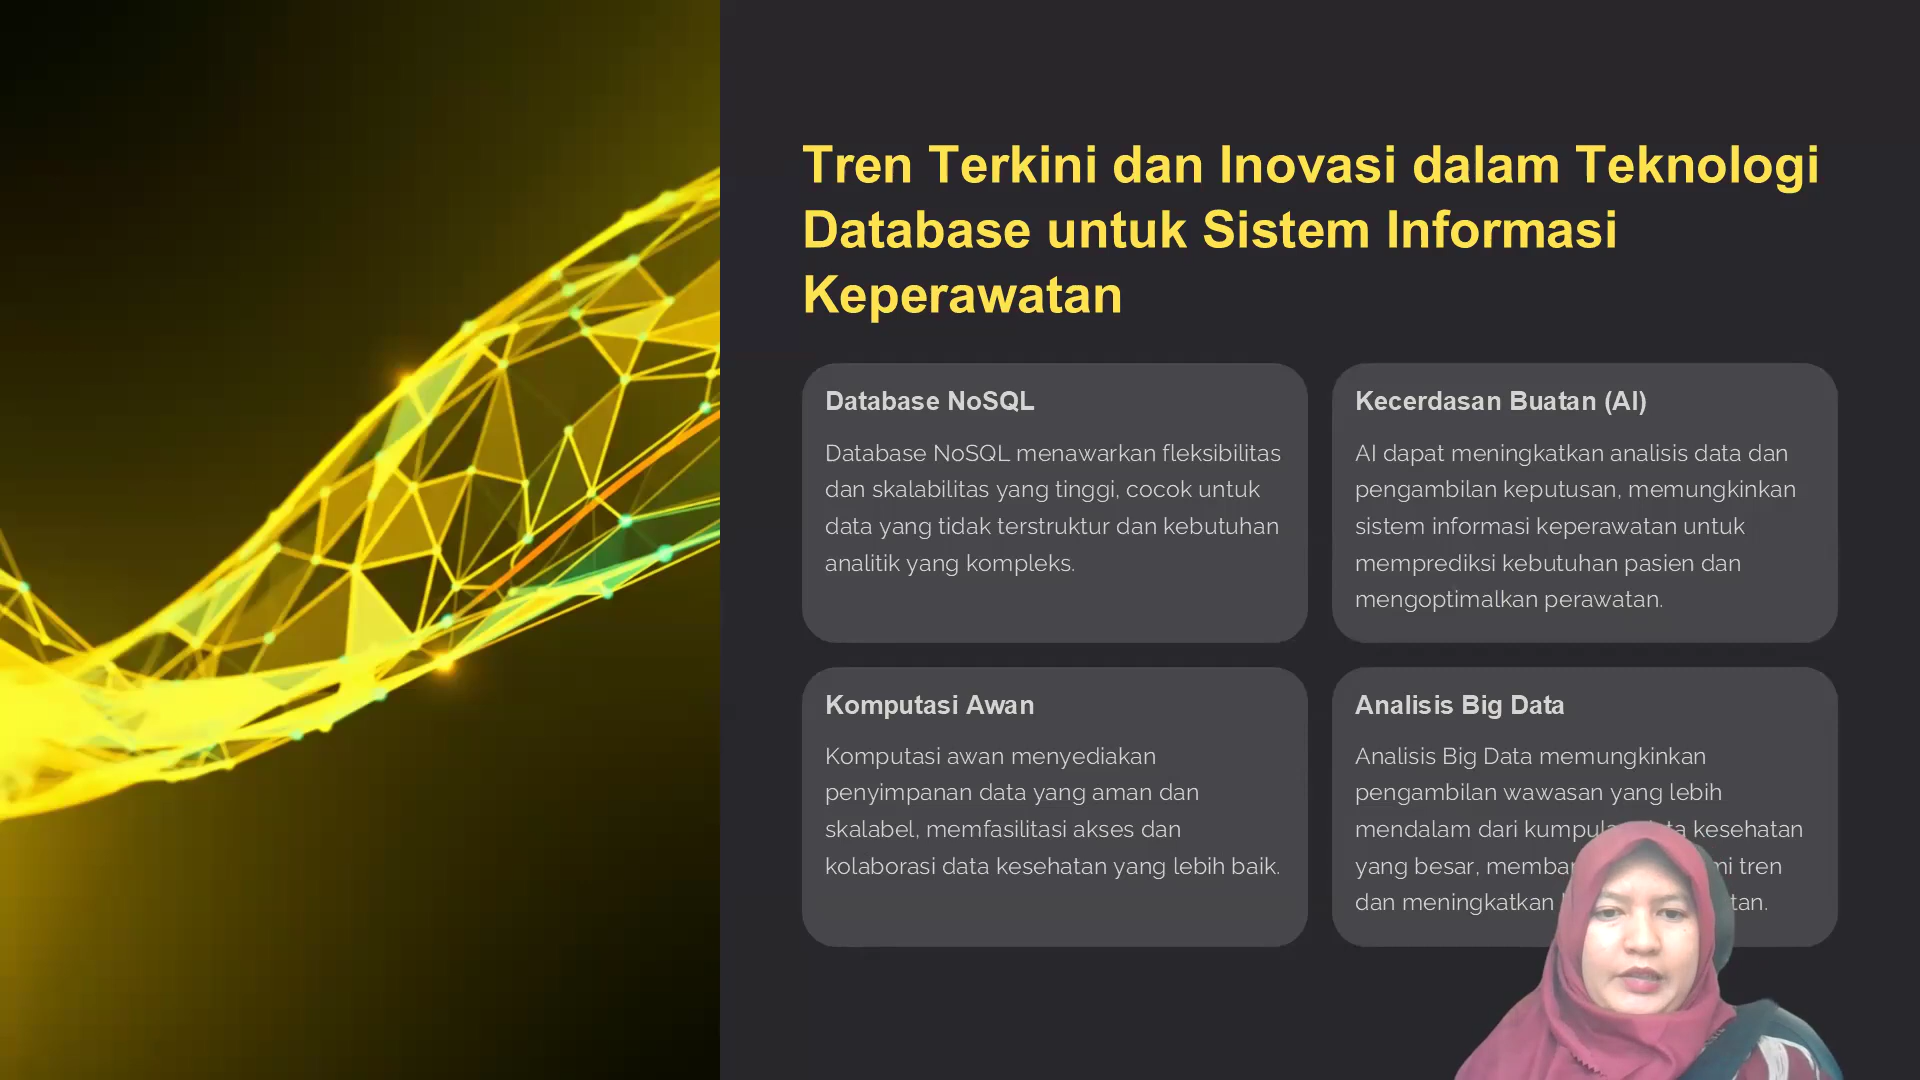 Tren Terkini dan Inovasi dalam Teknologi
Database untuk Sistem Informasi
Keperawatan
Database NoSQL
Database NoSQL menawarkan fleksibilitas
dan skalabilitas yang tinggi, cocok untuk
data yang tidak terstruktur dan kebutuhan
analitik yang kompleks.
Kecerdasan Buatan (AI)
AI dapat meningkatkan analisis data dan
pengambilan keputusan, memungkinkan
sistem informasi keperawatan untuk
memprediksi kebutuhan pasien dan
mengoptimalkan perawatan.
Komputasi Awan
Komputasi awan menyediakan
penyimpanan data yang aman dan
skalabel, memfasilitasi akses dan
kolaborasi data kesehatan yang lebih baik.
Analisis Big Data
Analisis Big Data memungkinkan
pengambilan wawasan yang lebih
mendalam dari kesehatan
yang besar, tren
dan meningkatkan